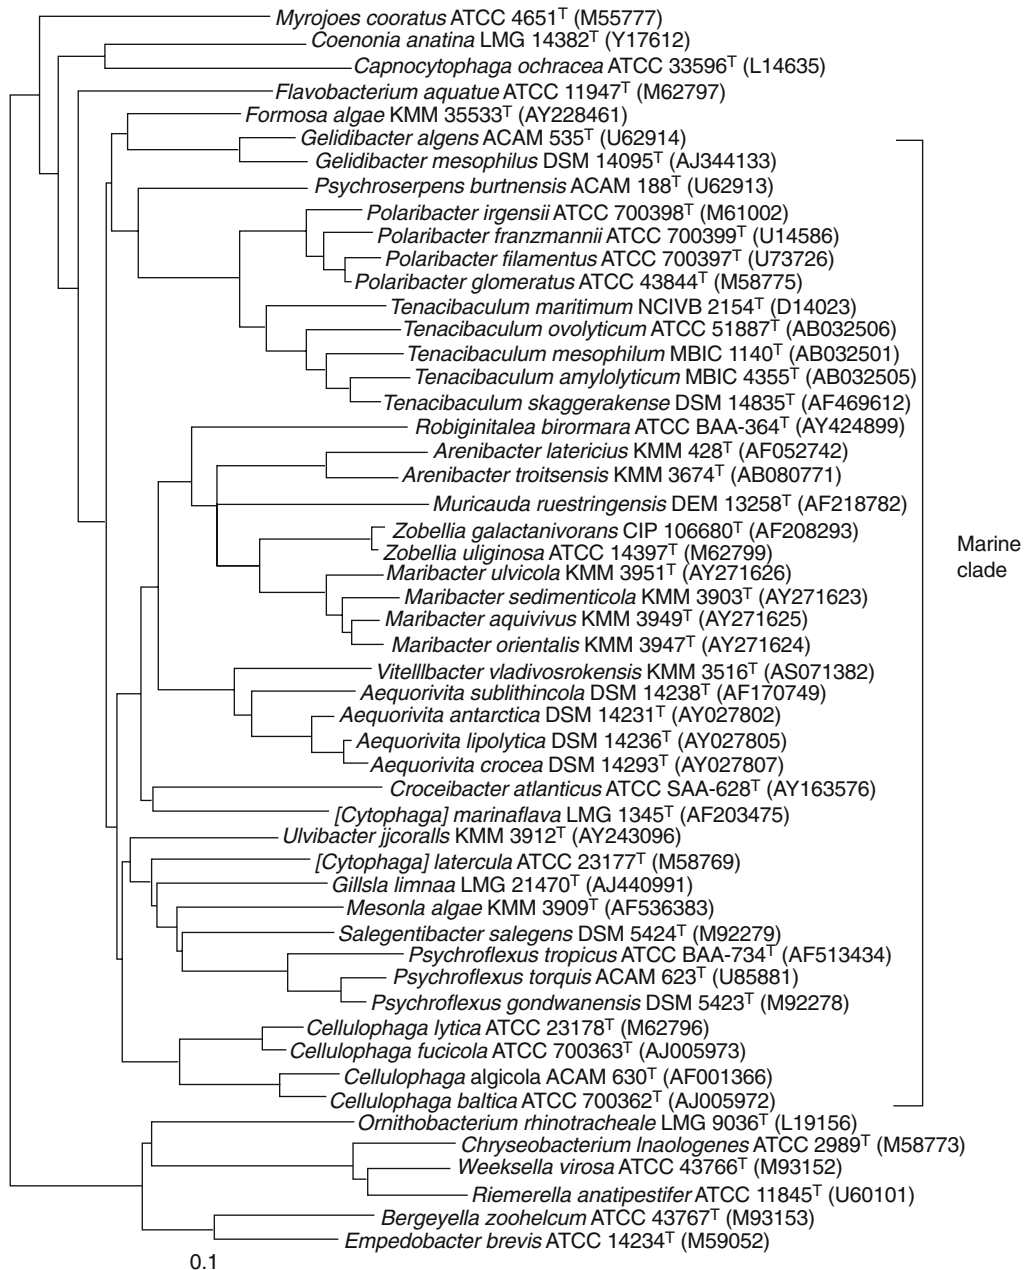 Myrojoes cooratus ATCC 4651T (M55777)
Coenonia anatina LMG 14382T (Y17612)
Capnocytophaga ochracea ATCC 33596T (L14635)
Flavobacterium aquatue ATCC 11947T (M62797)
Formosa algae KMM 35533T (AY228461)
Gelidibacter algens ACAM 535T (U62914)
Gelidibacter mesophilus DSM 14095T (AJ344133)
Psychroserpens burtnensis ACAM 188T (U62913)
Polaribacter irgensii ATCC 700398T (M61002)
Polaribacter franzmannii ATCC 700399T (U14586)
Polaribacter filamentus ATCC 700397T (U73726)
Polaribacter glomeratus ATCC 43844T (M58775)
Tenacibaculum maritimum NCIVB 2154T (D14023)
Tenacibaculum ovolyticum ATCC 51887T (AB032506)
Tenacibaculum mesophilum MBIC 1140T (AB032501)
Tenacibaculum amylolyticum MBIC 4355T (AB032505)
Tenacibaculum skaggerakense DSM 14835T (AF469612)
Robiginitalea birormara ATCC BAA-364T (AY424899)
Arenibacter latericius KMM 428T (AF052742)
Arenibacter troitsensis KMM 3674T (AB080771)
Muricauda ruestringensis DEM 13258T (AF218782)
Zobellia galactanivorans CIP 106680T (AF208293)
Zobellia uliginosa ATCC 14397T (M62799)
Marine
clade
Maribacter ulvicola KMM 3951T (AY271626)
Maribacter sedimenticola KMM 3903T (AY271623)
Maribacter aquivivus KMM 3949T (AY271625)
Maribacter orientalis KMM 3947T (AY271624)
Vitelllbacter vladivosrokensis KMM 3516T (AS071382)
Aequorivita sublithincola DSM 14238T (AF170749)
Aequorivita antarctica DSM 14231T (AY027802)
Aequorivita lipolytica DSM 14236T (AY027805)
Aequorivita crocea DSM 14293T (AY027807)
Croceibacter atlanticus ATCC SAA-628T (AY163576)
[Cytophaga] marinaflava LMG 1345T (AF203475)
Ulvibacter jjcoralls KMM 3912T (AY243096)
[Cytophaga] latercula ATCC 23177T (M58769)
Gillsla limnaa LMG 21470T (AJ440991)
Mesonla algae KMM 3909T (AF536383)
Salegentibacter salegens DSM 5424T (M92279)
Psychroflexus tropicus ATCC BAA-734T (AF513434)
Psychroflexus torquis ACAM 623T (U85881)
Psychroflexus gondwanensis DSM 5423T (M92278)
Cellulophaga lytica ATCC 23178T (M62796)
Cellulophaga fucicola ATCC 700363T (AJ005973)
Cellulophaga algicola ACAM 630T (AF001366)
Cellulophaga baltica ATCC 700362T (AJ005972)
Ornithobacterium rhinotracheale LMG 9036T (L19156)
Chryseobacterium lnaologenes ATCC 2989T (M58773)
Weeksella virosa ATCC 43766T (M93152)
Riemerella anatipestifer ATCC 11845T (U60101)
Bergeyella zoohelcum ATCC 43767T (M93153)
Empedobacter brevis ATCC 14234T (M59052)
0.1